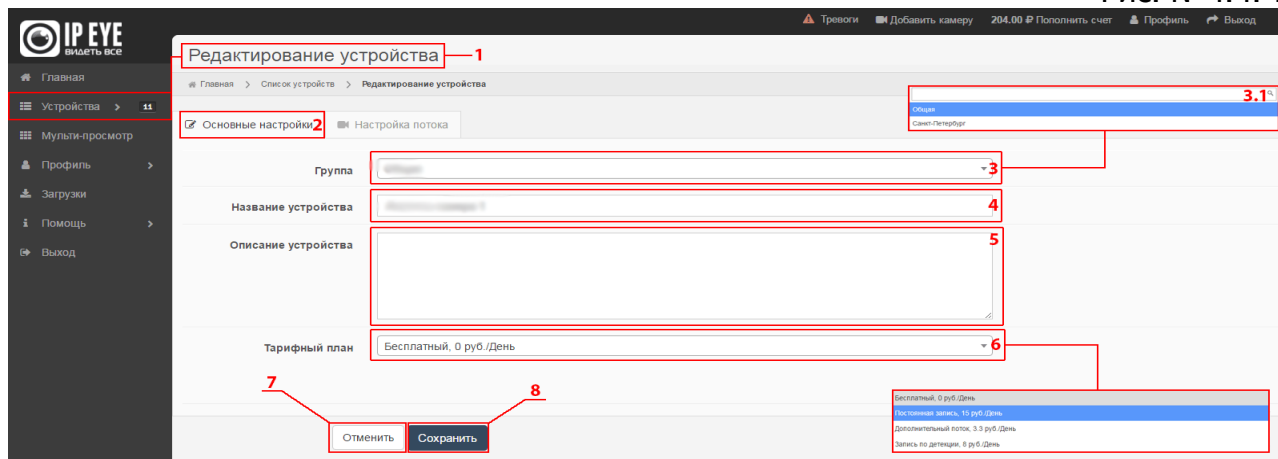 IP EYE
видеть все
Тревоги
Добавить камеру
204.00 ₽ Пополнить счет
Профиль
Выход
Главная
Устройства > 11
Мульти-просмотр
Профиль >
Загрузки
Помощь >
Выход
Редактирование устройства 1
Главная > Список устройств > Редактирование устройства
Основные настройки 2
Настройка потока
3.1
Общая
Санкт-Петербург
Группа
3
Название устройства
4
Описание устройства
5
Тарифный план
Бесплатный, 0 руб./День
6
7
8
Отменить
Сохранить
Бесплатный, 0 руб./День
Постоянная запись, 15 руб./День
Дополнительный поток, 3.3 руб./День
Запись по детекции, 8 руб./День